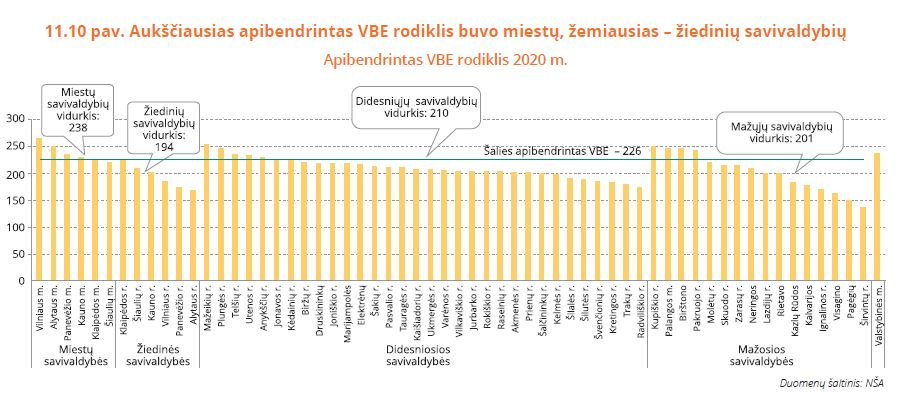 11.10 pav. Aukščiausias apibendrintas VBE rodiklis buvo miestų, žemiausias – žiedinių savivaldybių
Apibendrintas VBE rodiklis 2020 m.
Miestų
savivaldybių
vidurkis:
238
Žiedinių
savivaldybių
vidurkis:
194
Didesniųjų savivaldybių
vidurkis: 210
Mažųjų savivaldybių
vidurkis: 201
Šalies apibendrintas VBE – 226
300
250
200
150
100
50
0
Vilniaus m.
Alytaus m.
Panevėžio m.
Kauno m.
Klaipėdos m.
Šiaulių m.
Klaipėdos r.
Šiaulių r.
Kauno r.
Vilniaus r.
Panevėžio r.
Alytaus r.
Mažeikių r.
Plungės r.
Telšių r.
Utenos r.
Anykščių r.
Jonavos r.
Kėdainių r.
Biržų r.
Druskininkų
Joniškio r.
Marijampolės
Elektrėnų
Šakių r.
Pasvalio r.
Tauragės r.
Kaišiadorių r.
Ukmergės r.
Varėnos r.
Vilkaviškio r.
Jurbarko r.
Rokiškio r.
Raseinių r.
Akmenės r.
Prienų r.
Šalčininkų r.
Kelmės r.
Šilalės r.
Šilutės r.
Švenčionių r.
Kretingos r.
Trakų r.
Radviliškio r.
Kupiškio r.
Palangos m.
Birštono
Pakruojo r.
Molėtų r.
Skuodo r.
Zarasų r.
Neringos
Lazdijų r.
Rietavo
Kazlų Rūdos
Kalvarijos
Ignalinos r.
Visagino
Pagėgių
Širvintų r.
Valstybinės m.
Miestų
savivaldybės
Žiedinės
savivaldybės
Didesniosios
savivaldybės
Mažosios
savivaldybės
Duomenų šaltinis: NŠA